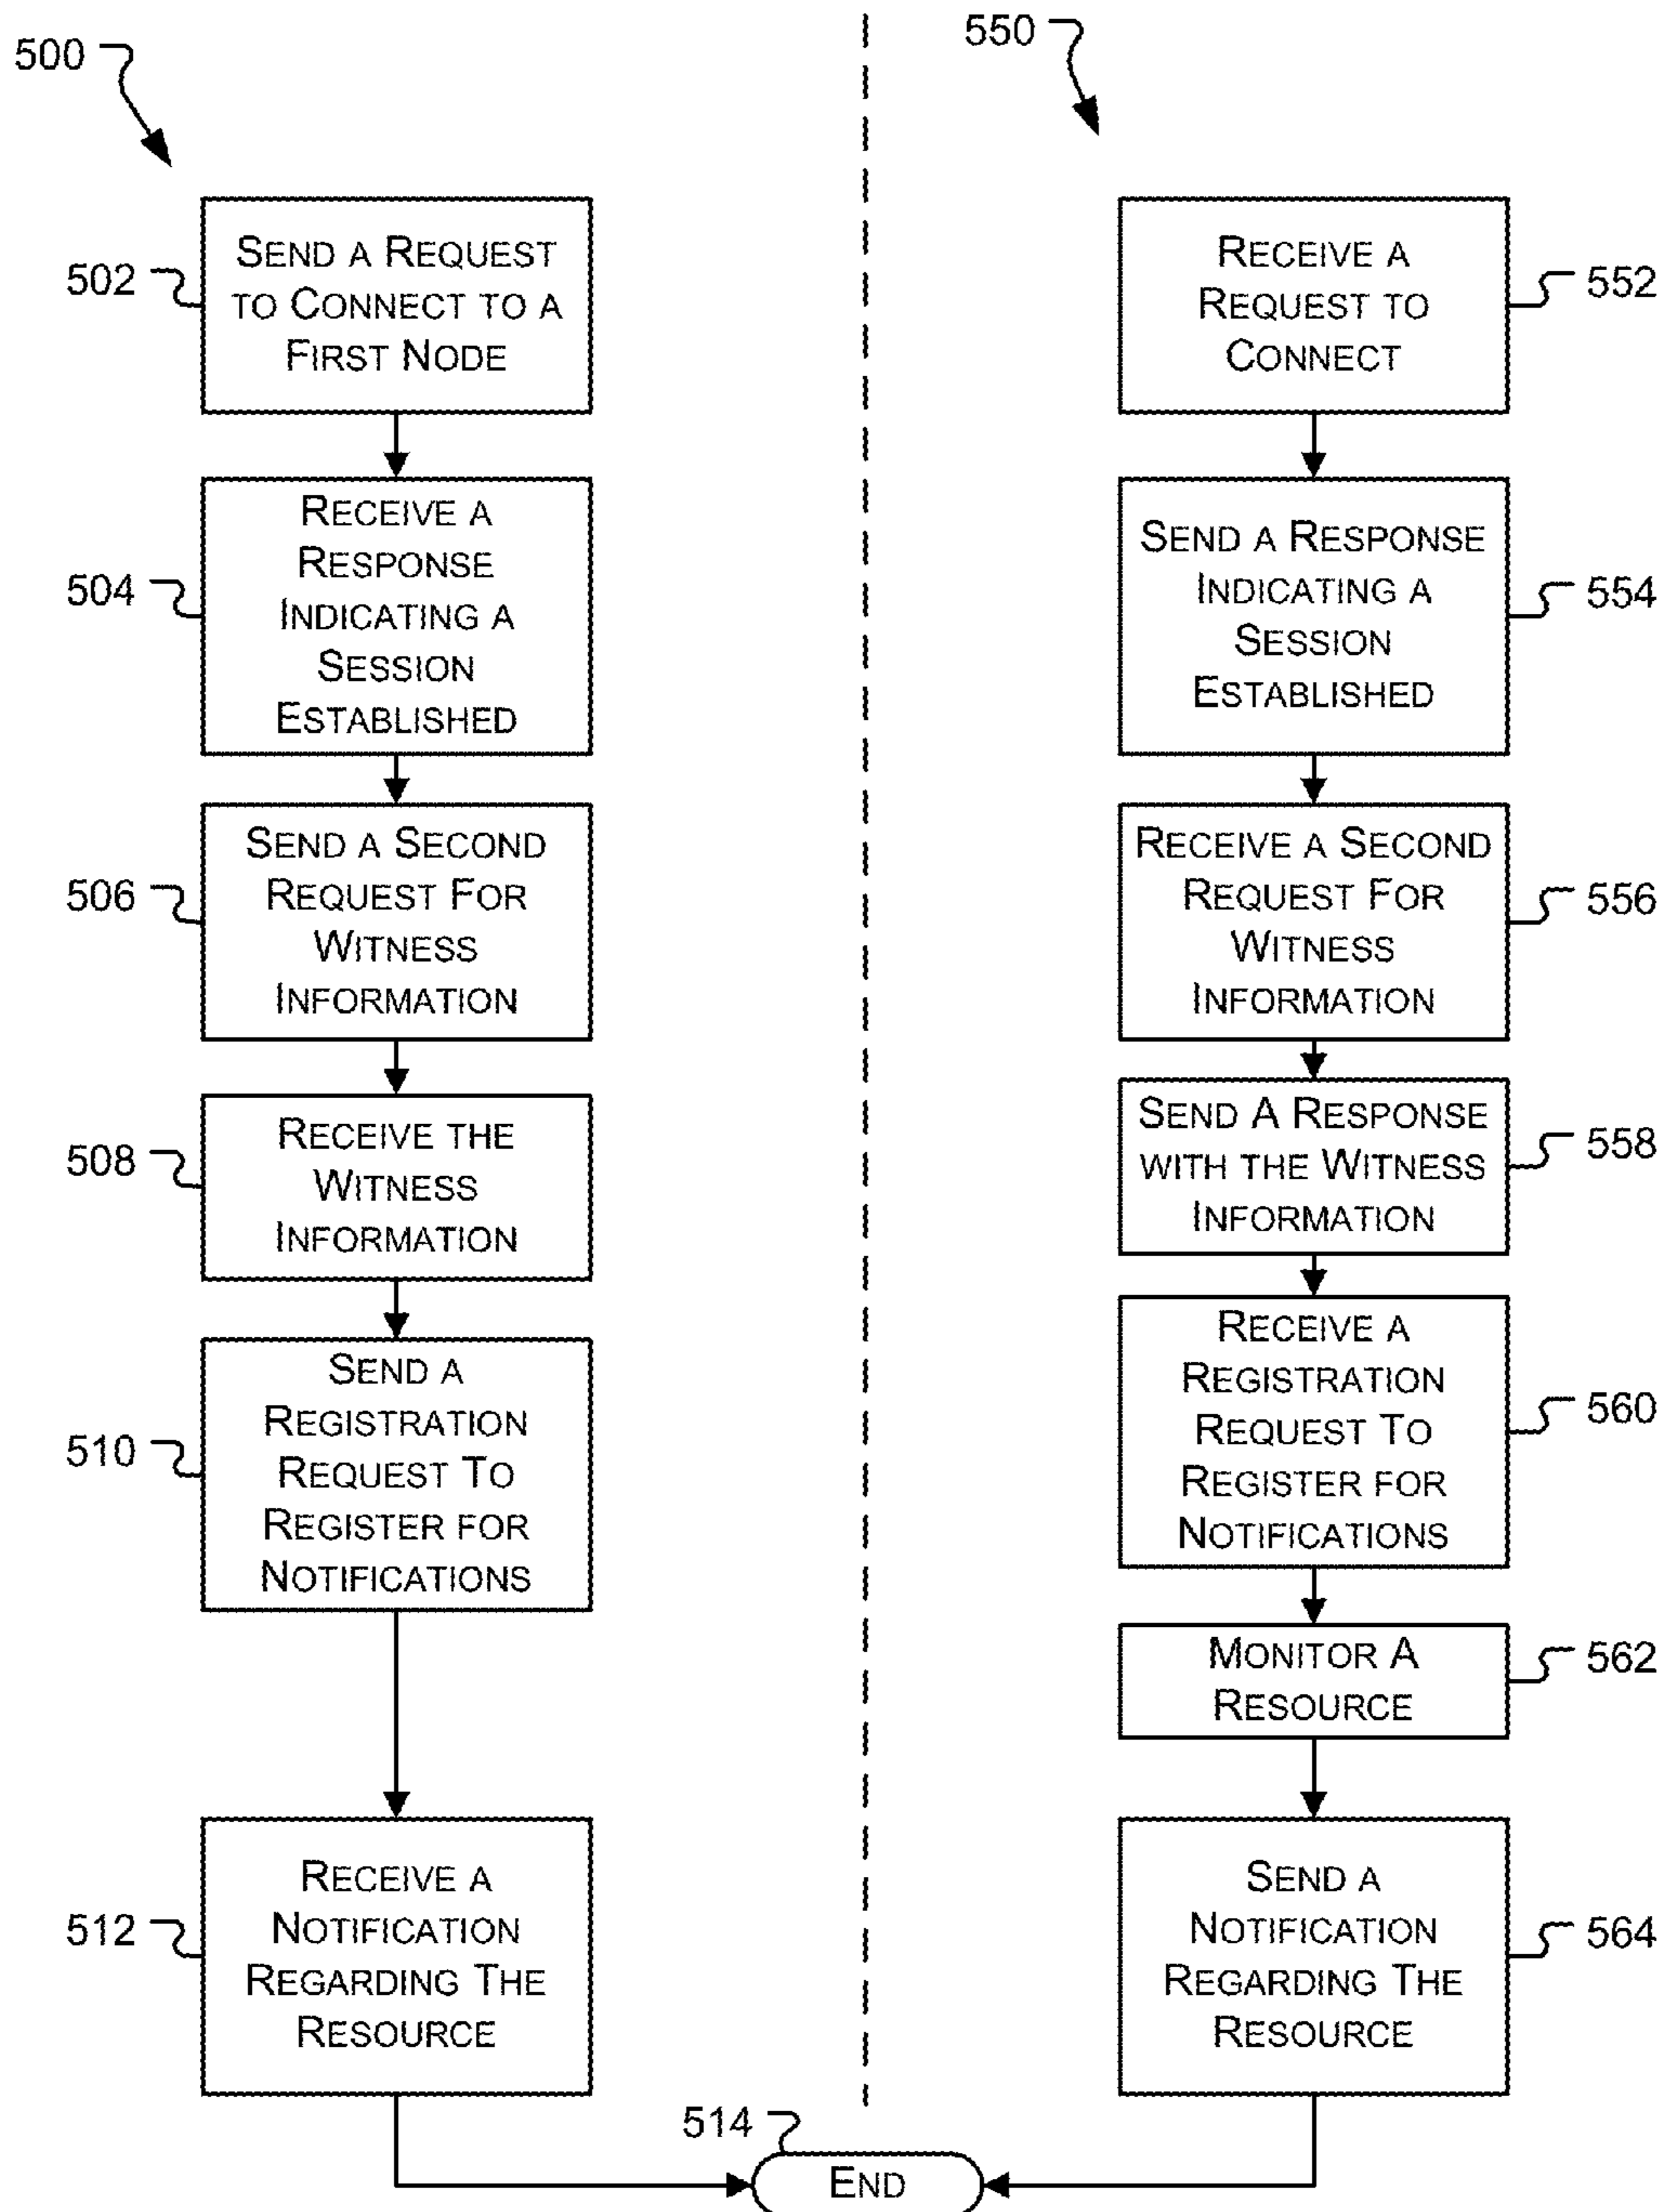 500
550
SEND A REQUEST
TO CONNECT TO A
FIRST NODE
502
RECEIVE A
RESPONSE
INDICATING A
SESSION
ESTABLISHED
504
SEND A SECOND
REQUEST FOR
WITNESS
INFORMATION
506
RECEIVE THE
WITNESS
INFORMATION
508
SEND A
REGISTRATION
REQUEST TO
REGISTER FOR
NOTIFICATIONS
510
RECEIVE A
NOTIFICATION
REGARDING THE
RESOURCE
512
RECEIVE A
REQUEST TO
CONNECT
552
SEND A RESPONSE
INDICATING A
SESSION
ESTABLISHED
554
RECEIVE A SECOND
REQUEST FOR
WITNESS
INFORMATION
556
SEND A RESPONSE
WITH THE WITNESS
INFORMATION
558
RECEIVE A
REGISTRATION
REQUEST TO
REGISTER FOR
NOTIFICATIONS
560
MONITOR A
RESOURCE
562
SEND A
NOTIFICATION
REGARDING THE
RESOURCE
564
514
END